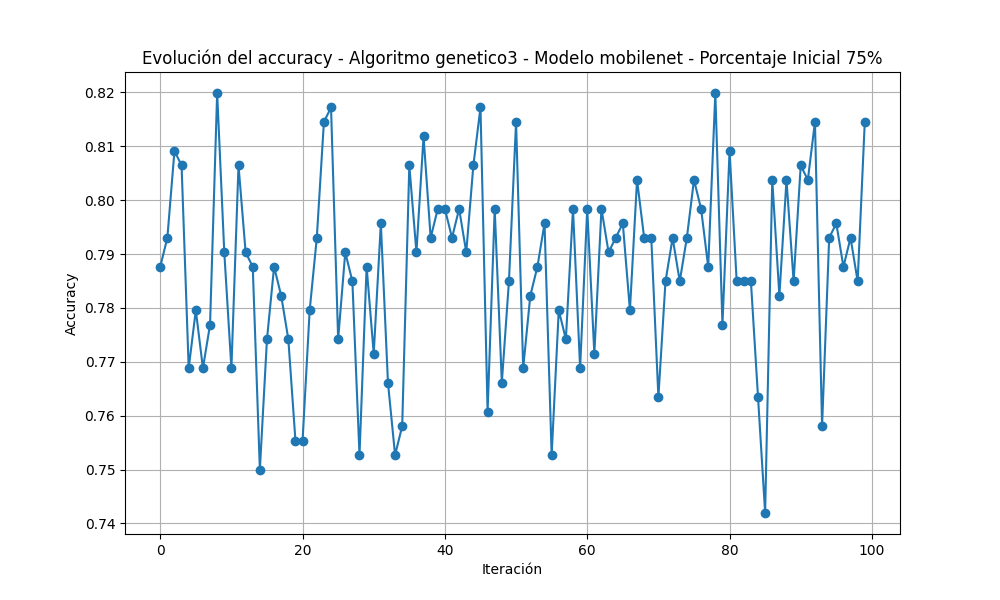 Evolución del accuracy - Algoritmo genetico3 - Modelo mobilenet - Porcentaje Inicial 75%
0.82
0.81
0.80
0.79
0.78
0.77
0.76
0.75
0.74
Accuracy
0 20 40 60 80 100
Iteración